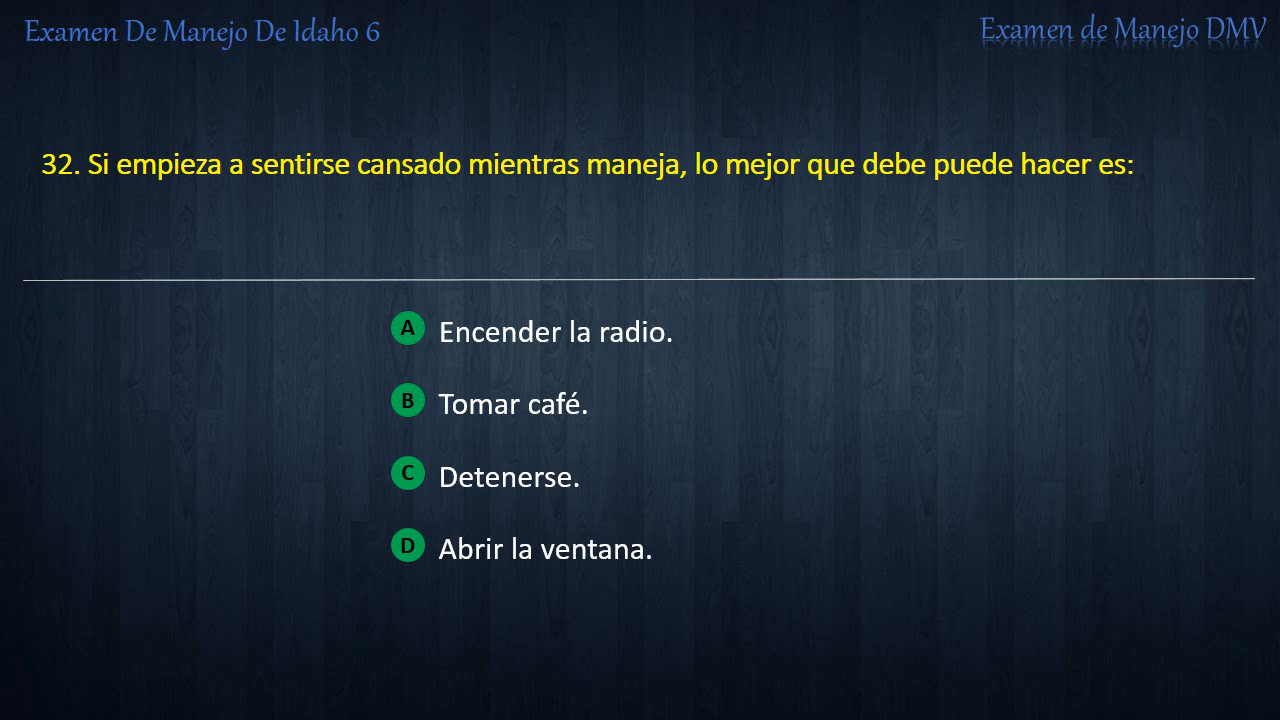 Examen De Manejo De Idaho 6
Examen de Manejo DMV
32. Si empieza a sentirse cansado mientras maneja, lo mejor que debe puede hacer es:
A Encender la radio.
B Tomar café.
C Detenerse.
D Abrir la ventana.